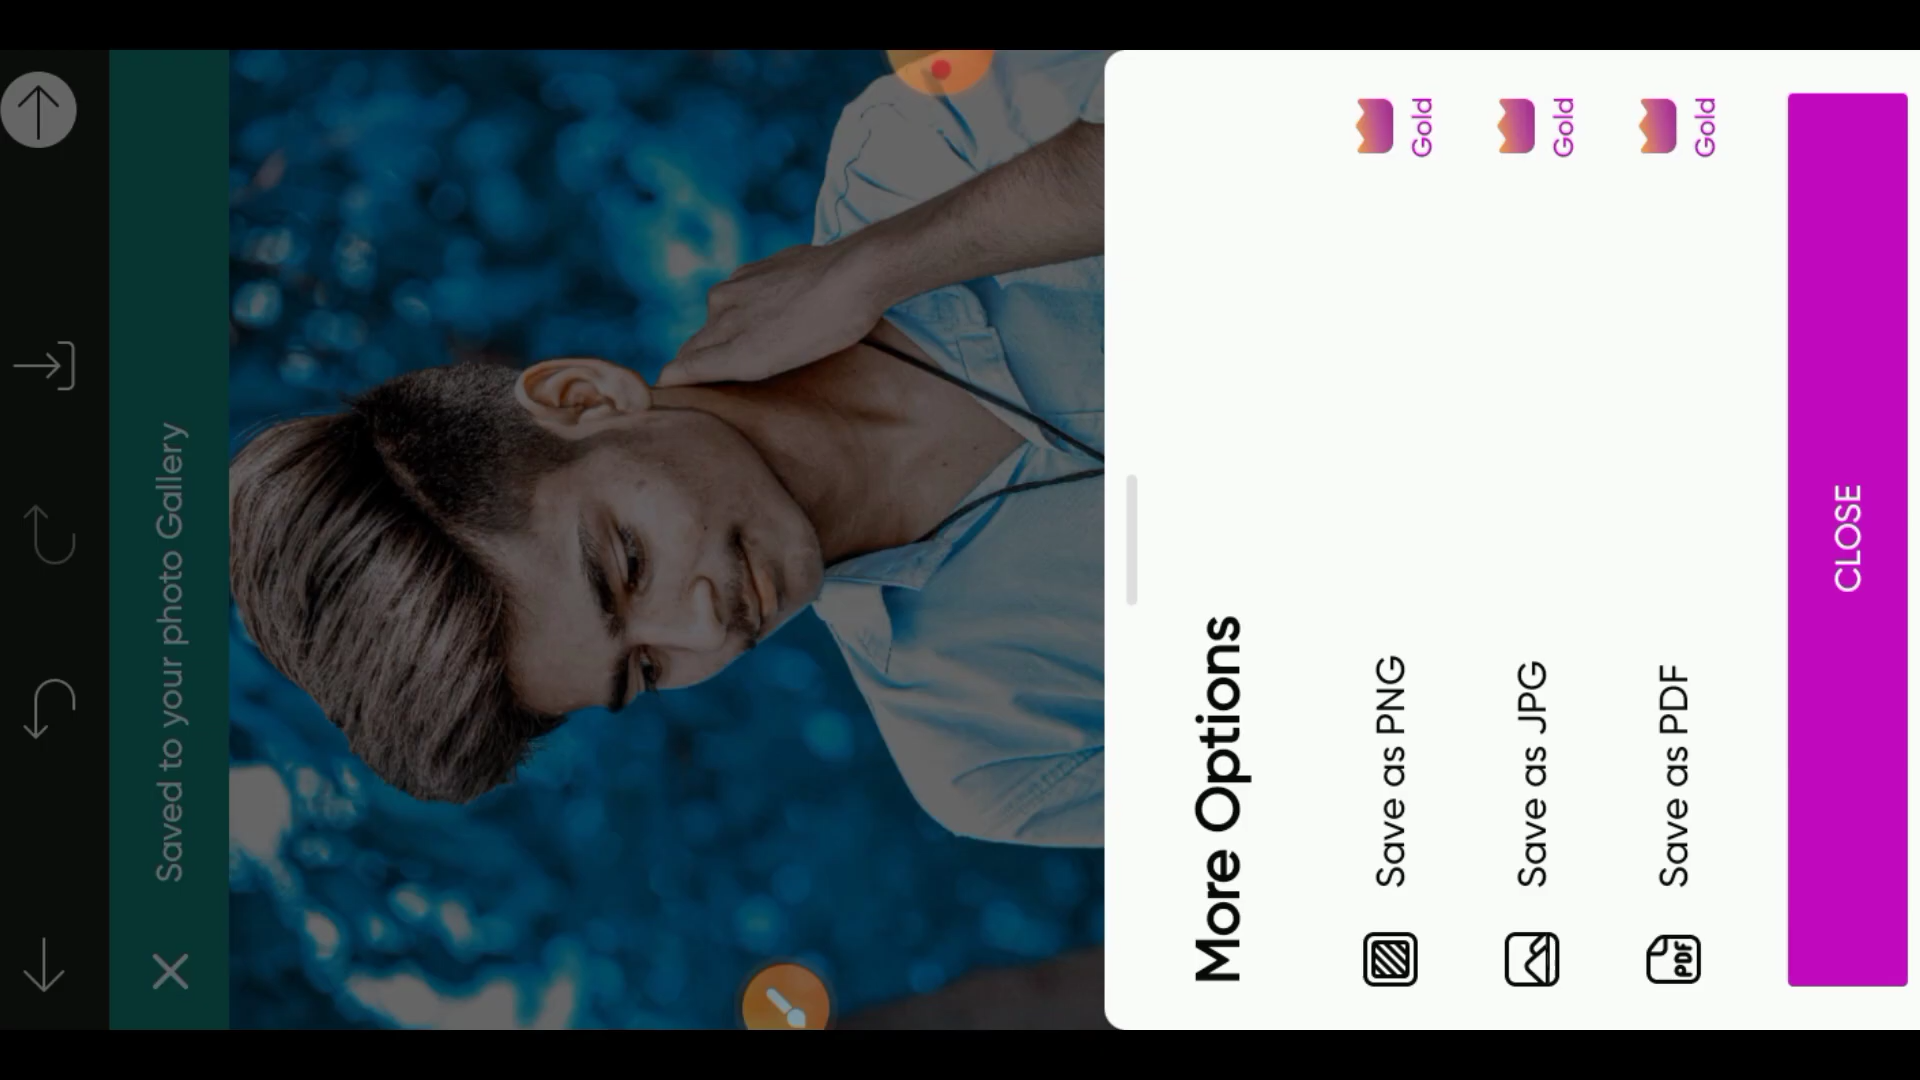 Saved to your photo Gallery
More Options
Save as PNG
Gold
Save as JPG
Gold
Save as PDF
Gold
CLOSE